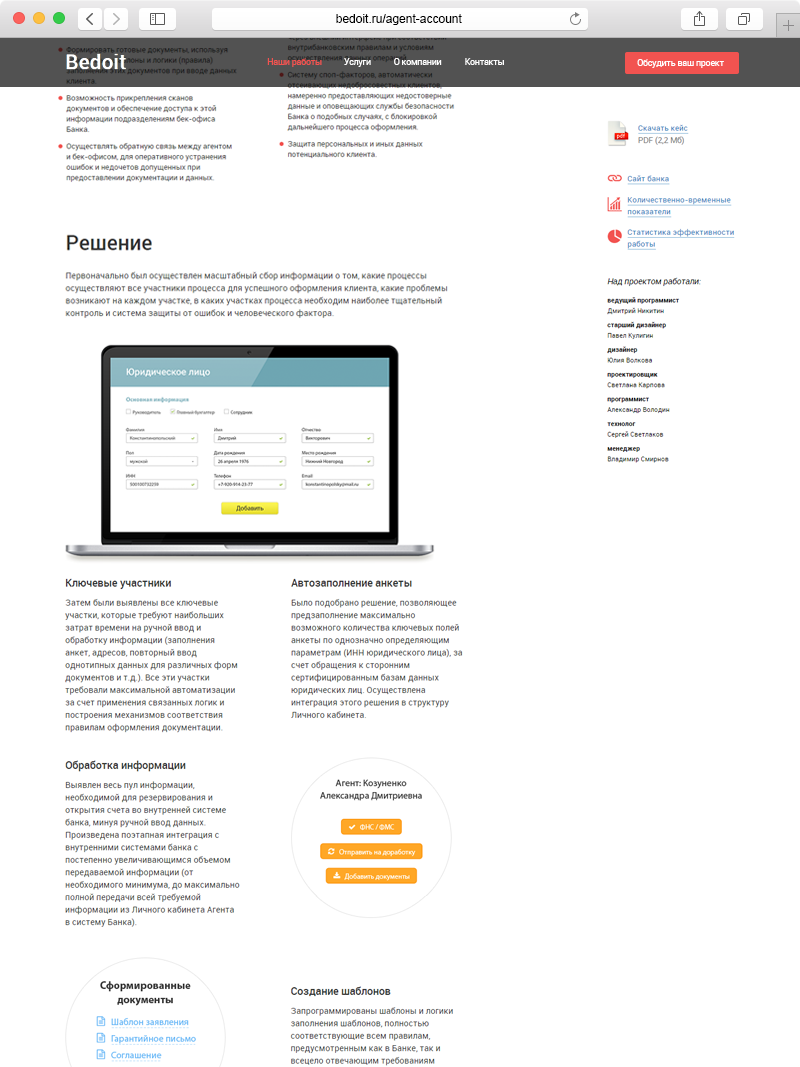 bedoit.ru/agent-account
Bedoit
Наши работы
Услуги
О компании
Контакты
Обсудить ваш проект
Формировать готовые документы, используя
заполнения этих документов при вводе данных
клиента.
Возможность прикрепления сканов
документов и обеспечение доступа к этой
информации подразделениям бек-офиса
Банка.
Осуществлять обратную связь между агентом
и бек-офисом, для оперативного устранения
ошибок и недочетов допущенных при
предоставлении документации и данных.
внутрибанковским правилам и условиям
Систему стоп-факторов, автоматически
отсеивающих недобросовестных клиентов,
намеренно предоставляющих недостоверные
данные и оповещающих службы безопасности
Банка о подобных случаях, с блокировкой
дальнейшего процесса оформления.
Защита персональных и иных данных
потенциального клиента.
Скачать кейс
PDF (2,2 Мб)
Сайт банка
Количественно-временные
показатели
Статистика эффективности
работы
Над проектом работали:
ведущий программист
Дмитрий Никитин
старший дизайнер
Павел Кулигин
дизайнер
Юлия Волкова
проектировщик
Светлана Карпова
программист
Александр Володин
технолог
Сергей Светлаков
менеджер
Владимир Смирнов
Решение
Первоначально был осуществлен масштабный сбор информации о том, какие процессы
осуществляют все участники процесса для успешного оформления клиента, какие проблемы
возникают на каждом участке, в каких участках процесса необходим наиболее тщательный
контроль и система защиты от ошибок и человеческого фактора.
Юридическое лицо
Основная информация
Руководитель
Главный бухгалтер
Сотрудник
Фамилия
Имя
Отчество
Константинопольский
Дмитрий
Викторович
Пол
Дата рождения
Место рождения
мужской
26 апреля 1976
Нижний Новгород
ИНН
Телефон
Email
500100732259
+7-920-914-23-77
konstantinopolsky@mail.ru
Добавить
Ключевые участники
Затем были выявлены все ключевые
участки, которые требуют наибольших
затрат времени на ручной ввод и
обработку информации (заполнения
анкет, адресов, повторный ввод
однотипных данных для различных форм
документов и т.д.). Все эти участки
требовали максимальной автоматизации
за счет применения связанных логик и
построения механизмов соответствия
правилам оформления документации.
Автозаполнение анкеты
Было подобрано решение, позволяющее
предзаполнение максимально
возможного количества ключевых полей
анкеты по однозначно определяющим
параметрам (ИНН юридического лица), за
счет обращения к сторонним
сертифицированным базам данных
юридических лиц. Осуществлена
интеграция этого решения в структуру
Личного кабинета.
Обработка информации
Выявлен весь пул информации,
необходимой для резервирования и
открытия счета во внутренней системе
банка, минуя ручной ввод данных.
Произведена поэтапная интеграция с
внутренними системами банка с
постепенно увеличивающимся объемом
передаваемой информации (от
необходимого минимума, до максимально
полной передачи всей требуемой
информации из Личного кабинета Агента
в систему Банка).
Агент: Козуненко
Александра Дмитриевна
ФНС / ФМС
Отправить на доработку
Добавить документы
Сформированные
документы
Шаблон заявления
Гарантийное письмо
Соглашение
Создание шаблонов
Запрограммированы шаблоны и логики
заполнения шаблонов, полностью
соответствующие всем правилам,
предусмотренным как в Банке, так и
всецело отвечающим требованиям